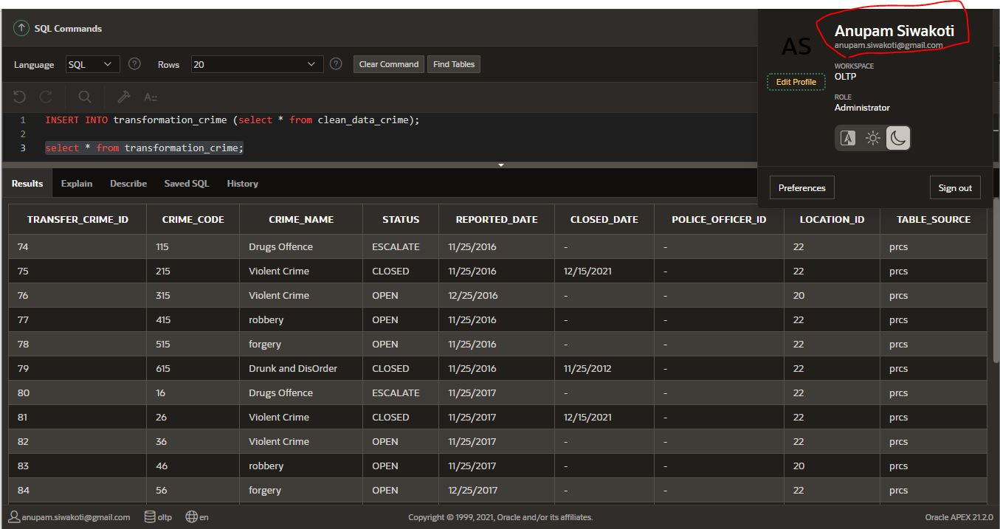 SQL Commands
Anupam Siwakoti
AS
anupam.siwakoti@gmail.com
Language SQL Rows 20 Clear Command Find Tables
WORKSPACE
OLTP
Edit Profile
ROLE
Administrator
1 INSERT INTO transformation_crime (select * from clean_data_crime);
2
3 select * from transformation_crime;
Preferences Sign out
Results Explain Describe Saved SQL History
TRANSFER_CRIME_ID CRIME_CODE CRIME_NAME STATUS REPORTED_DATE CLOSED_DATE POLICE_OFFICER_ID LOCATION_ID TABLE_SOURCE
74 115 Drugs Offence ESCALATE 11/25/2016 - - 22 prcs
75 215 Violent Crime CLOSED 11/25/2016 12/15/2021 - 22 prcs
76 315 Violent Crime OPEN 12/25/2016 - - 20 prcs
77 415 robbery OPEN 11/25/2016 - - 22 prcs
78 515 forgery OPEN 11/25/2016 - - 22 prcs
79 615 Drunk and DisOrder CLOSED 11/25/2016 11/25/2012 - 22 prcs
80 16 Drugs Offence ESCALATE 11/25/2017 - - 22 prcs
81 26 Violent Crime CLOSED 11/25/2017 12/15/2021 - 22 prcs
82 36 Violent Crime OPEN 11/25/2017 - - 22 prcs
83 46 robbery OPEN 11/25/2017 - - 20 prcs
84 56 forgery OPEN 12/25/2017 - - 22 prcs
anupam.siwakoti@gmail.com oltp en Copyright © 1999, 2021, Oracle and/or its affiliates. Oracle APEX 21.2.0